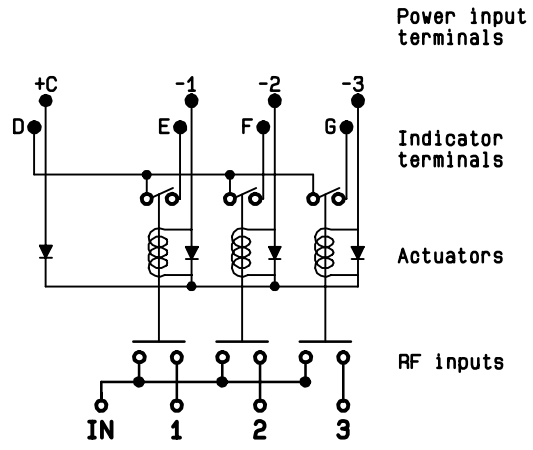 Power input
terminals
+C -1 -2 -3
D E F G
Indicator
terminals
Actuators
RF inputs
IN 1 2 3